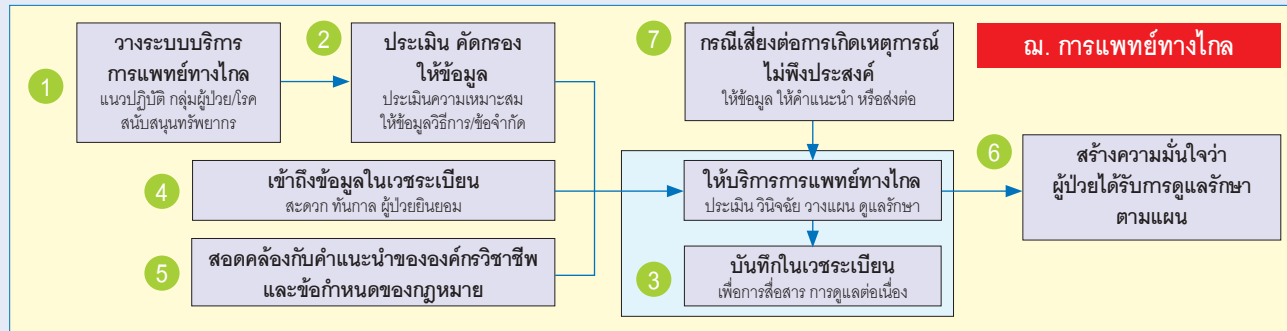 1
วางระบบบริการ
การแพทย์ทางไกล
แนวปฏิบัติ กลุ่มผู้ป่วย/โรค
สนับสนุนทรัพยากร
2
ประเมิน คัดกรอง
ให้ข้อมูล
ประเมินความเหมาะสม
ให้ข้อมูลวิธีการ/ข้อจำกัด
7
กรณีเสี่ยงต่อการเกิดเหตุการณ์
ไม่พึงประสงค์
ให้ข้อมูล ให้คำแนะนำ หรือส่งต่อ
ฌ. การแพทย์ทางไกล
4
เข้าถึงข้อมูลในเวชระเบียน
สะดวก ทันกาล ผู้ป่วยยินยอม
ให้บริการการแพทย์ทางไกล
ประเมิน วินิจฉัย วางแผน ดูแลรักษา
6
สร้างความมั่นใจว่า
ผู้ป่วยได้รับการดูแลรักษา
ตามแผน
5
สอดคล้องกับคำแนะนำขององค์กรวิชาชีพ
และข้อกำหนดของกฎหมาย
3
บันทึกในเวชระเบียน
เพื่อการสื่อสาร การดูแลต่อเนื่อง